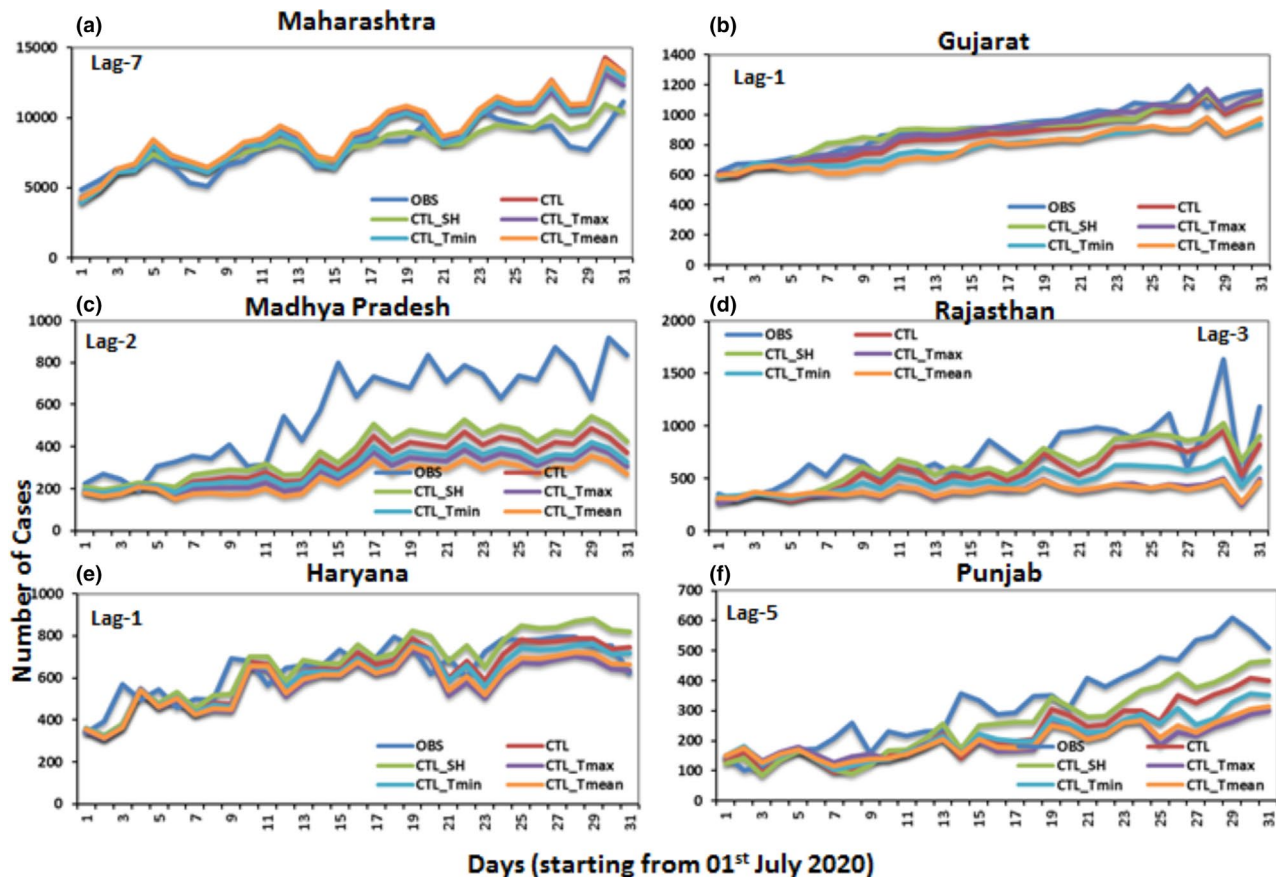 (a)
Maharashtra
15000
10000
5000
0
Lag-7
OBS CTL
CTL_SH CTL_Tmax
CTL_Tmin CTL_Tmean
1 3 5 7 9 11 13 15 17 19 21 23 25 27 29 31
(b)
Gujarat
1400
1200
1000
800
600
400
200
0
Lag-1
OBS CTL
CTL_SH CTL_Tmax
CTL_Tmin CTL_Tmean
1 3 5 7 9 11 13 15 17 19 21 23 25 27 29 31
(c)
Madhya Pradesh
1000
800
600
400
200
0
Lag-2
OBS CTL
CTL_SH CTL_Tmax
CTL_Tmin CTL_Tmean
1 3 5 7 9 11 13 15 17 19 21 23 25 27 29 31
(d)
Rajasthan
2000
1500
1000
500
0
OBS CTL
CTL_SH CTL_Tmax
CTL_Tmin CTL_Tmean
Lag-3
1 3 5 7 9 11 13 15 17 19 21 23 25 27 29 31
(e)
Haryana
1000
800
600
400
200
0
Lag-1
OBS CTL
CTL_SH CTL_Tmax
CTL_Tmin CTL_Tmean
1 3 5 7 9 11 13 15 17 19 21 23 25 27 29 31
(f)
Punjab
700
600
500
400
300
200
100
0
Lag-5
OBS CTL
CTL_SH CTL_Tmax
CTL_Tmin CTL_Tmean
1 3 5 7 9 11 13 15 17 19 21 23 25 27 29 31
Number of Cases
Days (starting from 01st July 2020)